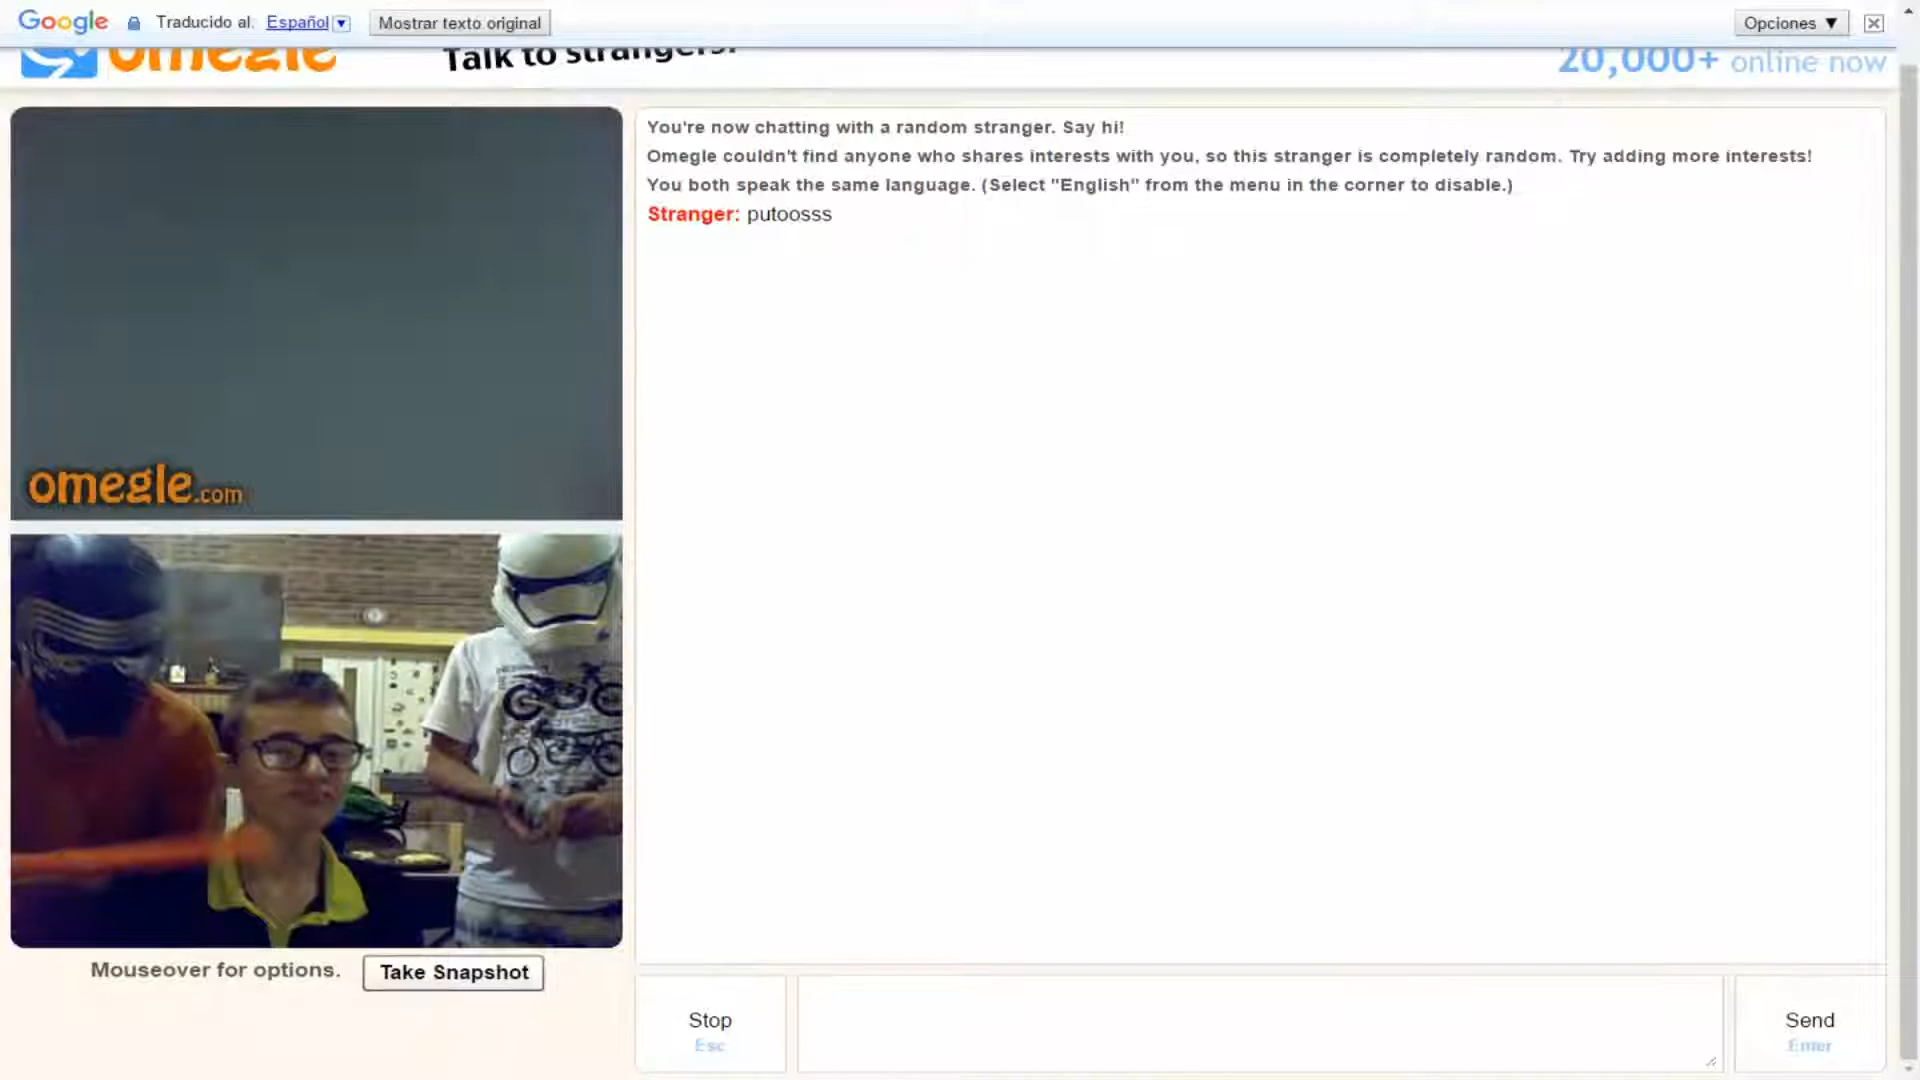 Google Traducido al: Español Mostrar texto original Opciones ▼
omegle Talk to strangers! 20,000+ online now
You're now chatting with a random stranger. Say hi!
Omegle couldn't find anyone who shares interests with you, so this stranger is completely random. Try adding more interests!
You both speak the same language. (Select "English" from the menu in the corner to disable.)
Stranger: putoosss
omegle.com
Mouseover for options. Take Snapshot
Stop
Esc
Send
Enter